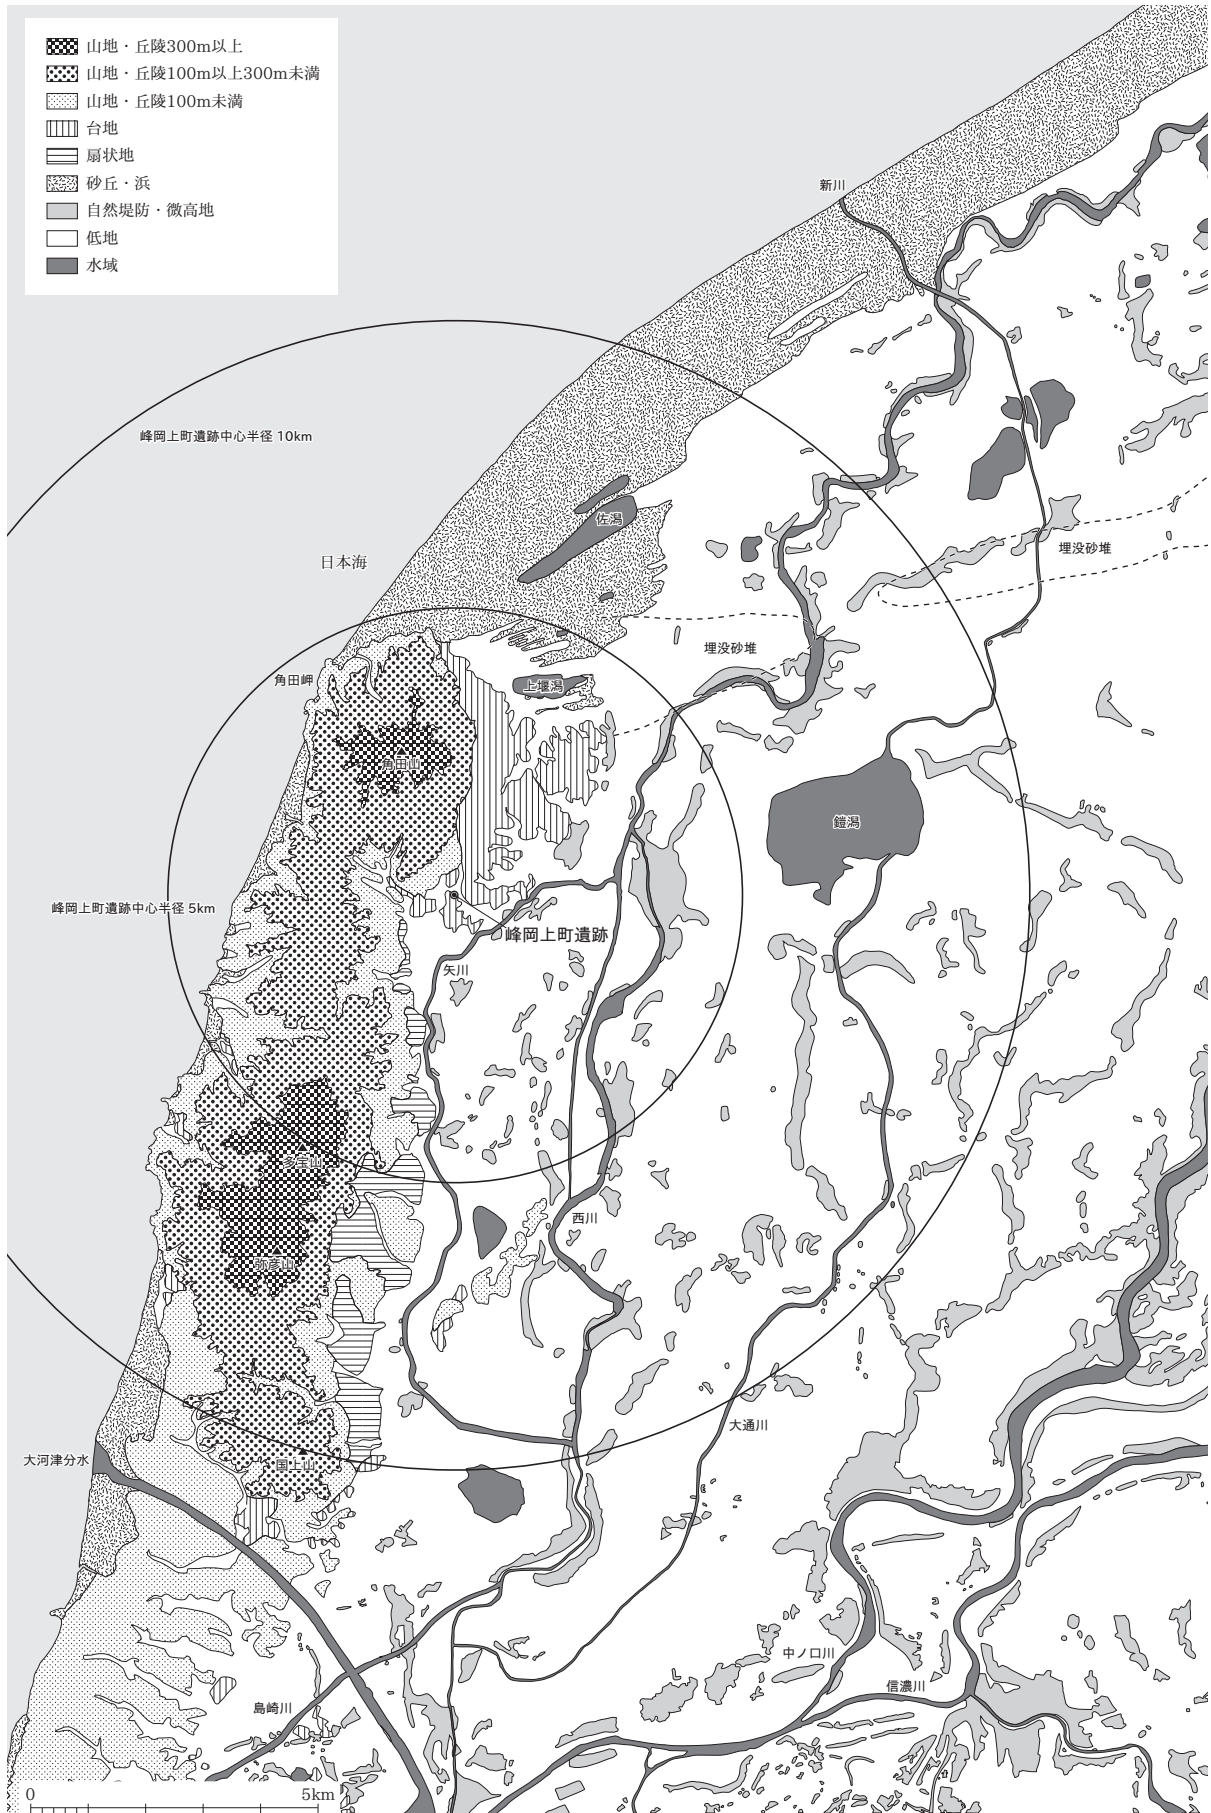 山地・丘陵300m以上
山地・丘陵100m以上300m未満
山地・丘陵100m未満
台地
扇状地
砂丘・浜
自然堤防・微高地
低地
水域
新川
峰岡上町遺跡中心半径 10km
佐潟
日本海
埋没砂堆
埋没砂堆
角田岬
上堰潟
角田山
鎧潟
峰岡上町遺跡中心半径 5km
峰岡上町遺跡
矢川
多宝山
西川
弥彦山
大通川
大河津分水
国上山
中ノ口川
信濃川
島崎川
0 5km